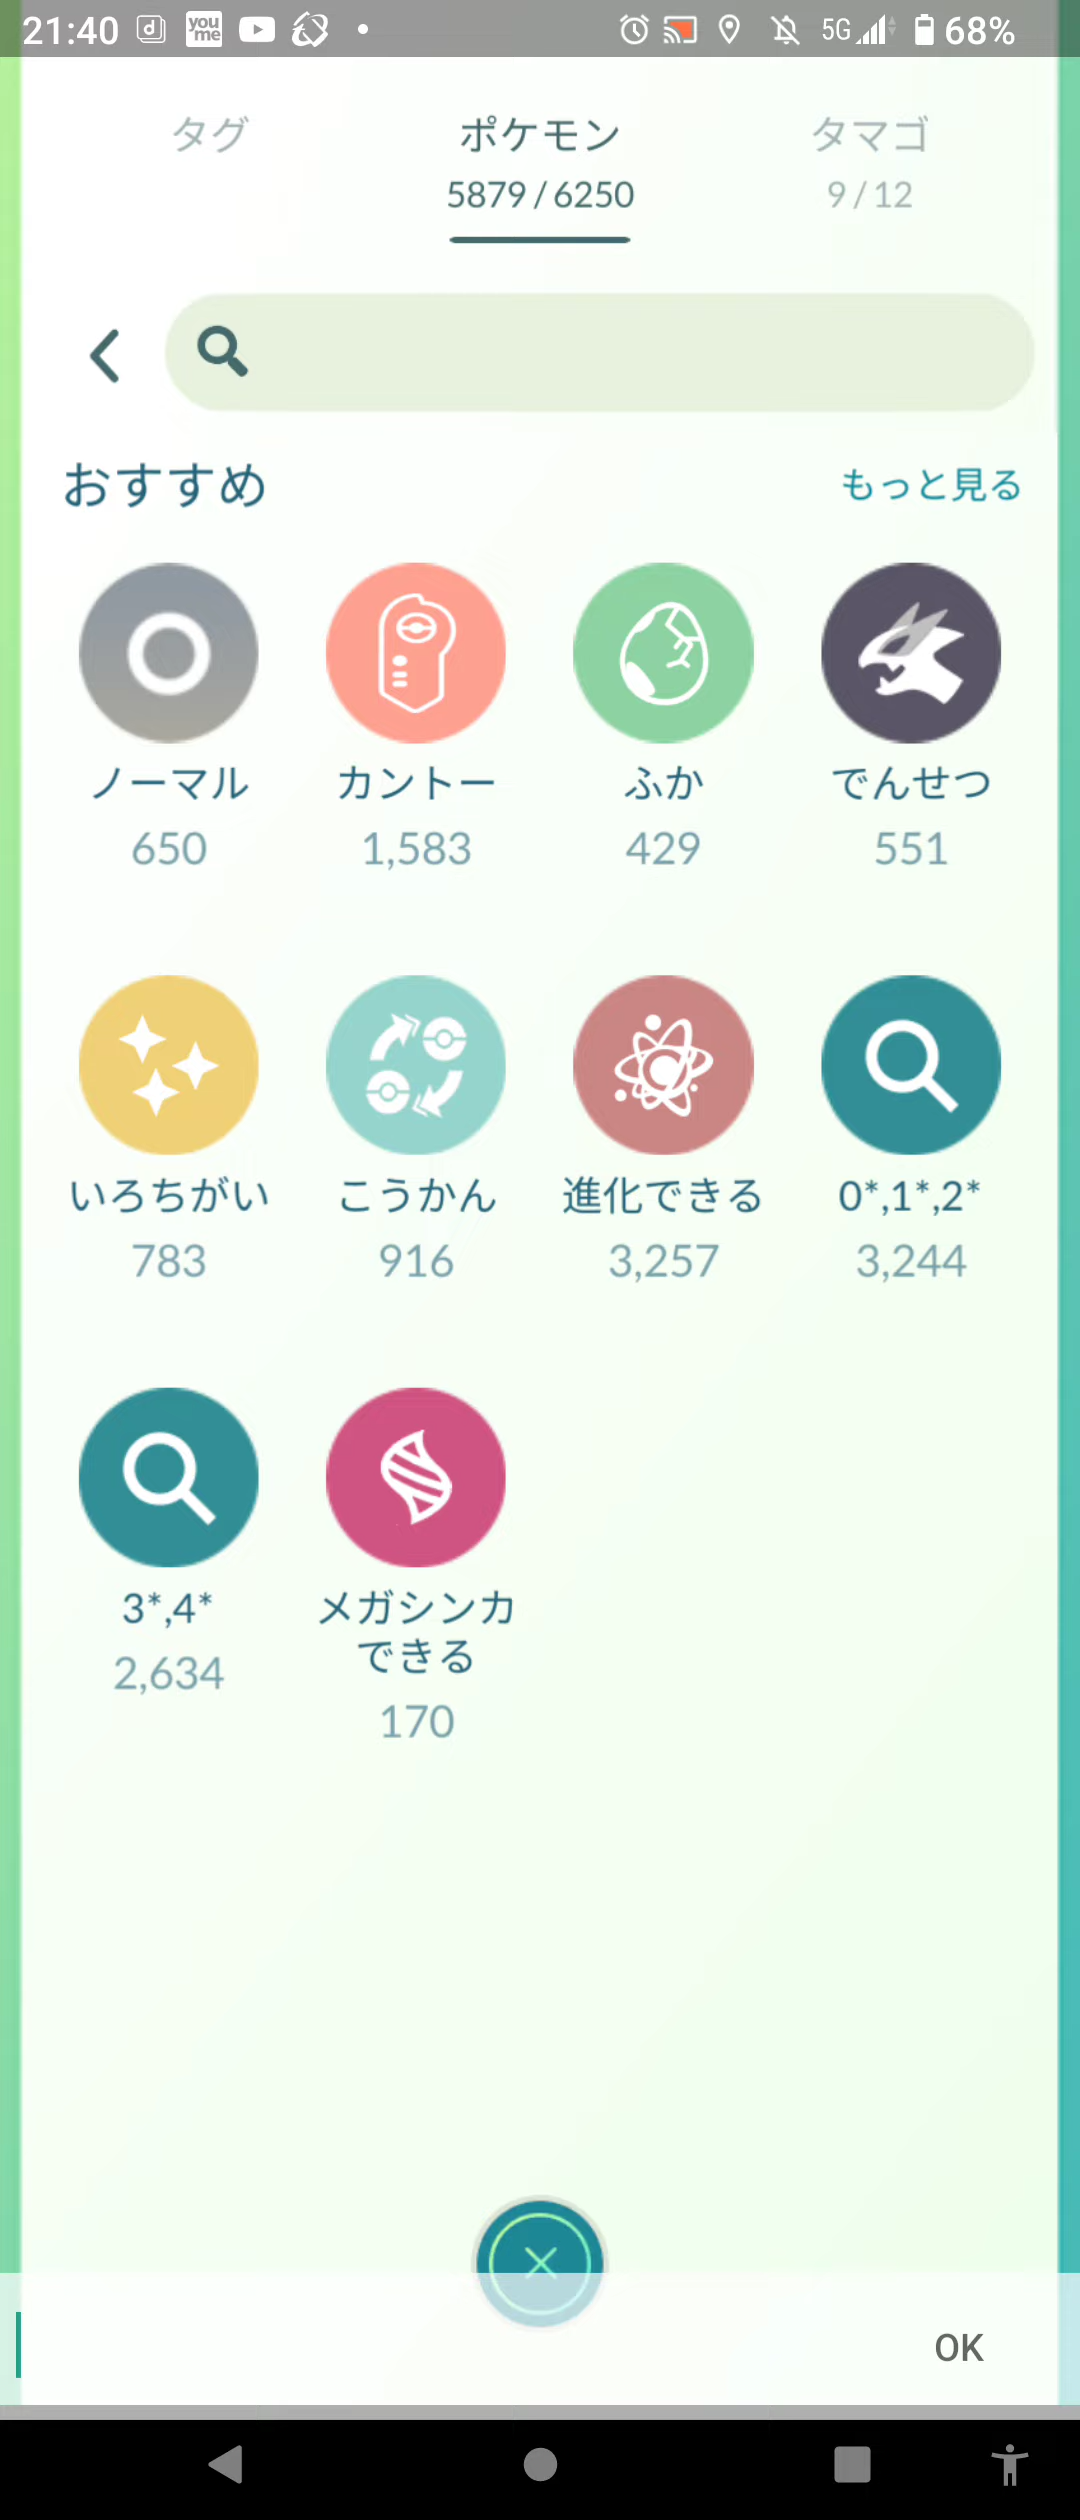 21:40 d you me 5G 68%
タグ ポケモン タマゴ
5879 / 6250 9 / 12
おすすめ もっと見る
ノーマル カントー ふか でんせつ
650 1,583 429 551
いろちがい こうかん 進化できる 0*,1*,2*
783 916 3,257 3,244
3*,4* メガシンカ
できる
2,634 170
OK